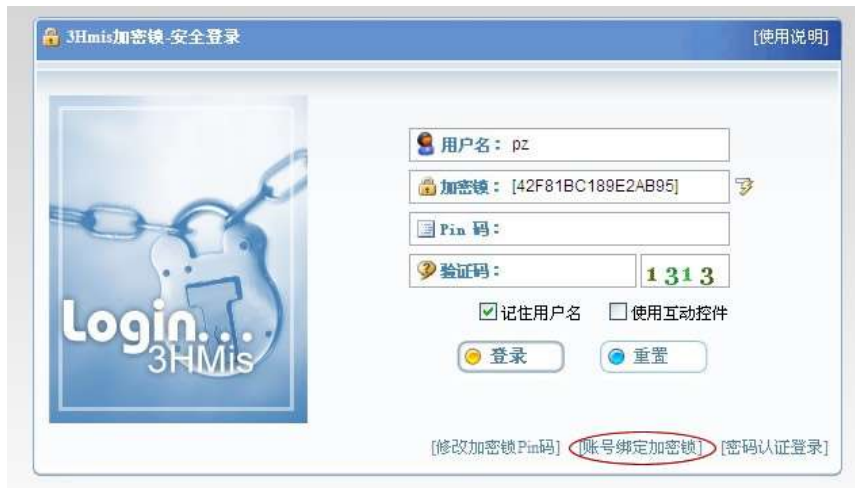 3Hmis加密锁-安全登录 [使用说明]
用户名： pz
加密锁： [42F81BC189E2AB95]
Pin 码：
验证码： 1313
记住用户名 使用互动控件
登录 重置
Login...
3HMis
[修改加密锁Pin码] [账号绑定加密锁] [密码认证登录]